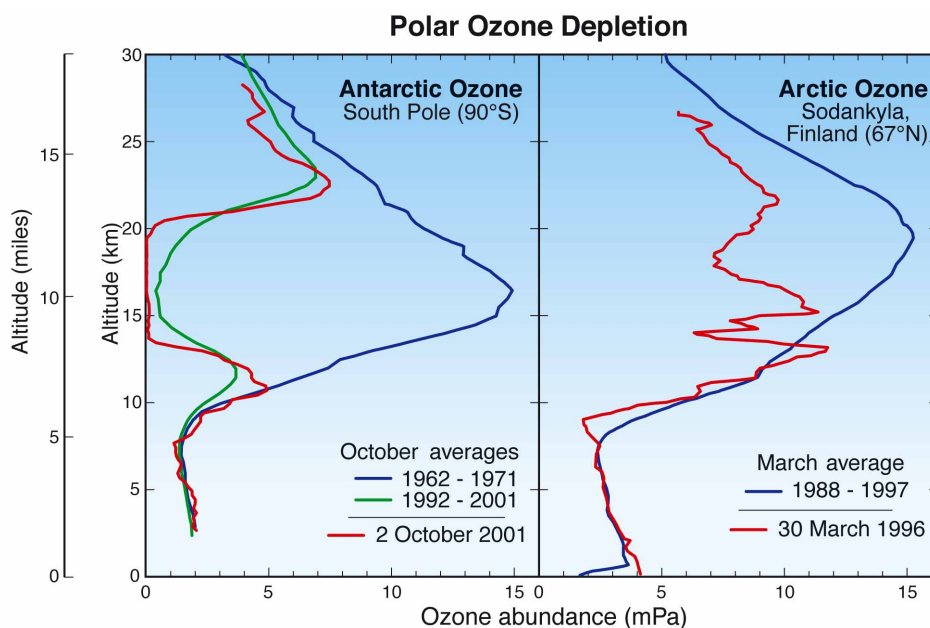 Polar Ozone Depletion
Altitude (miles)
15
10
5
0
Altitude (km)
30
25
20
15
10
5
0
Antarctic Ozone
South Pole (90°S)
October averages
1962 - 1971
1992 - 2001
2 October 2001
0
5
10
15
Arctic Ozone
Sodankyla,
Finland (67°N)
March average
1988 - 1997
30 March 1996
0
5
10
15
Ozone abundance (mPa)